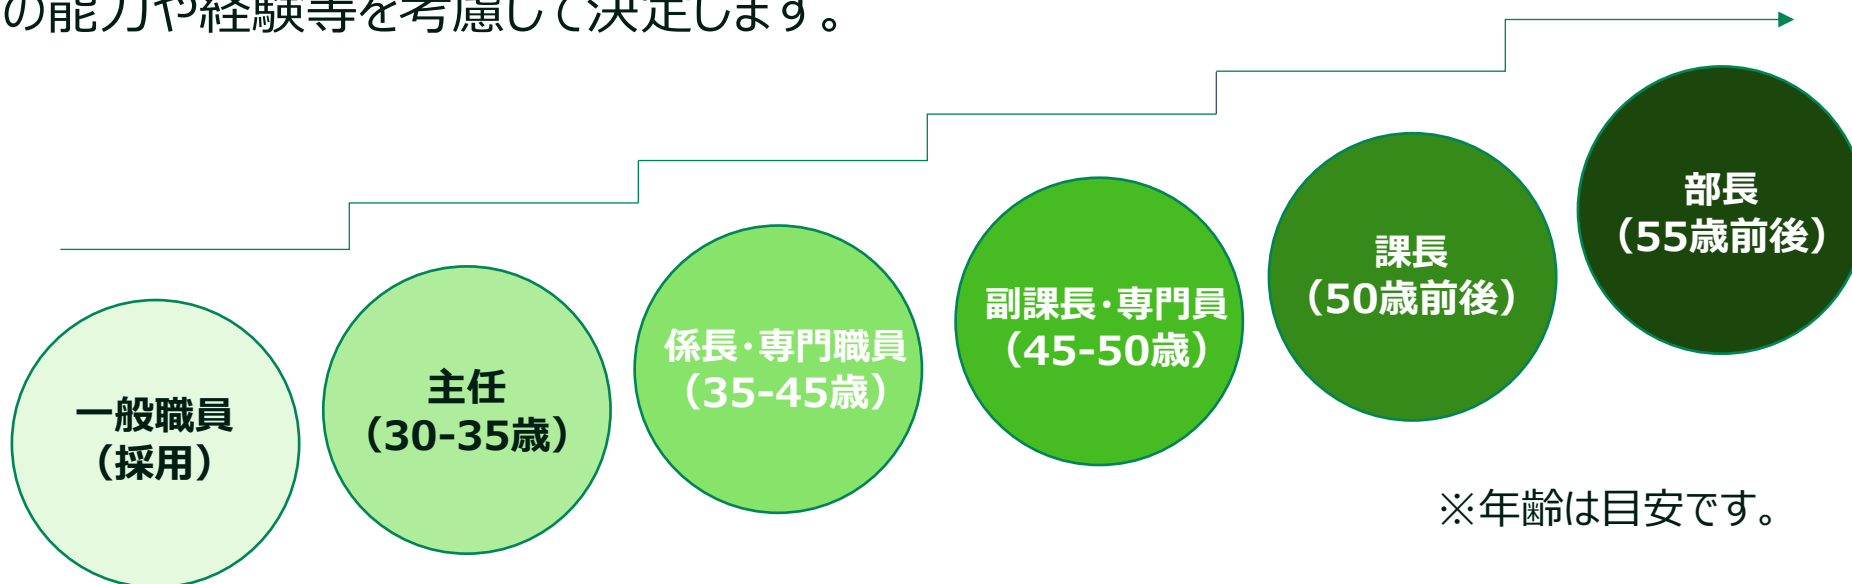 の能力や経験等を考慮して決定します。
部長
（55歳前後）
課長
（50歳前後）
副課長・専門員
（45-50歳）
係長・専門職員
（35-45歳）
主任
（30-35歳）
一般職員
（採用）
※年齢は目安です。